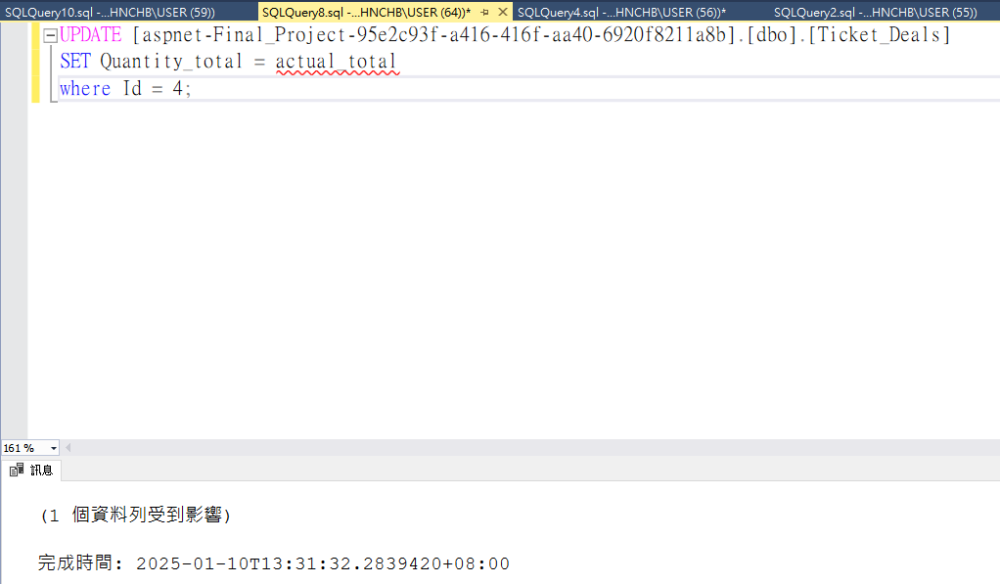 SQLQuery10.sql -...HNCHB\USER (59))
SQLQuery8.sql -...HNCHB\USER (64))*
SQLQuery4.sql -...HNCHB\USER (56))*
SQLQuery2.sql -...HNCHB\USER (55))
UPDATE [aspnet-Final_Project-95e2c93f-a416-416f-aa40-6920f8211a8b].[dbo].[Ticket_Deals]
SET Quantity_total = actual_total
where Id = 4;
161 %
訊息
(1 個資料列受到影響)
完成時間: 2025-01-10T13:31:32.2839420+08:00